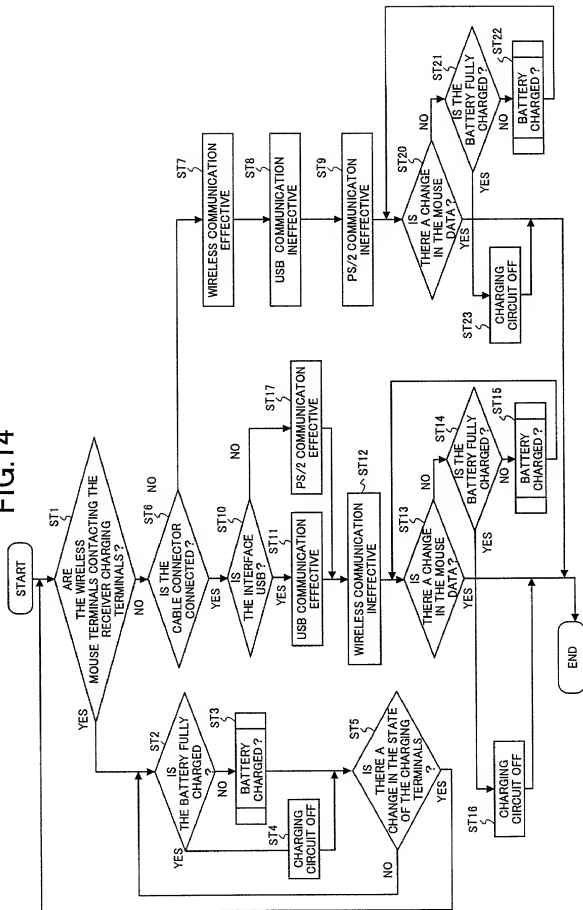 FIG.14
START
ST1
ARE
THE WIRELESS
MOUSE TERMINALS CONTACTING THE
RECEIVER CHARGING
TERMINALS?
YES
NO
ST2
IS
THE BATTERY FULLY
CHARGED
?
YES
NO
ST3
BATTERY
CHARGED?
ST4
CHARGING
CIRCUIT OFF
ST5
IS
THERE A
CHANGE IN THE STATE
OF THE CHARGING
TERMINALS
?
NO
YES
ST6
IS THE
CABLE CONNECTOR
CONNECTED?
NO
YES
ST10
IS
THE INTERFACE
USB?
NO
YES
ST11
USB COMMUNICATION
EFFECTIVE
ST17
PS/2 COMMUNICATON
EFFECTIVE
ST12
WIRELESS COMMUNICATION
INEFFECTIVE
ST13
IS
THERE A CHANGE
IN THE MOUSE
DATA?
NO
YES
ST14
IS THE
BATTERY FULLY
CHARGED?
YES
NO
ST15
BATTERY
CHARGED?
ST16
CHARGING
CIRCUIT OFF
ST7
WIRELESS COMMUNICATION
EFFECTIVE
ST8
USB COMMUNICATION
INEFFECTIVE
ST9
PS/2 COMMUNICATION
INEFFECTIVE
ST20
IS
THERE A CHANGE
IN THE MOUSE
DATA?
NO
YES
ST21
IS THE
BATTERY FULLY
CHARGED?
YES
NO
ST22
BATTERY
CHARGED?
ST23
CHARGING
CIRCUIT OFF
END